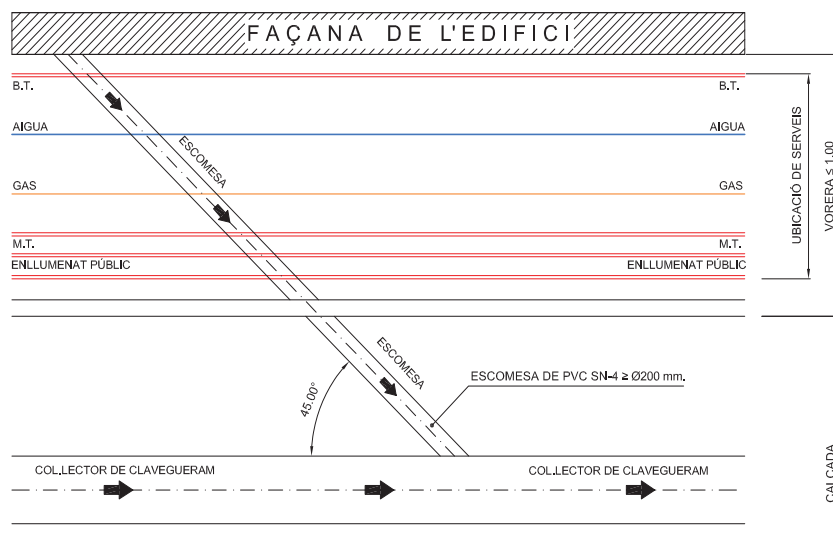 FAÇANA DE L'EDIFICI
B.T.
B.T.
AIGUA
AIGUA
ESCOMESA
GAS
GAS
M.T.
M.T.
ENLLUMENAT PÚBLIC
ENLLUMENAT PÚBLIC
UBICACIÓ DE SERVEIS
VORERA ≤ 1.00
ESCOMESA
ESCOMESA DE PVC SN-4 ≥ Ø200 mm.
45.00°
COL.LECTOR DE CLAVEGUERAM
COL.LECTOR DE CLAVEGUERAM
CALÇADA